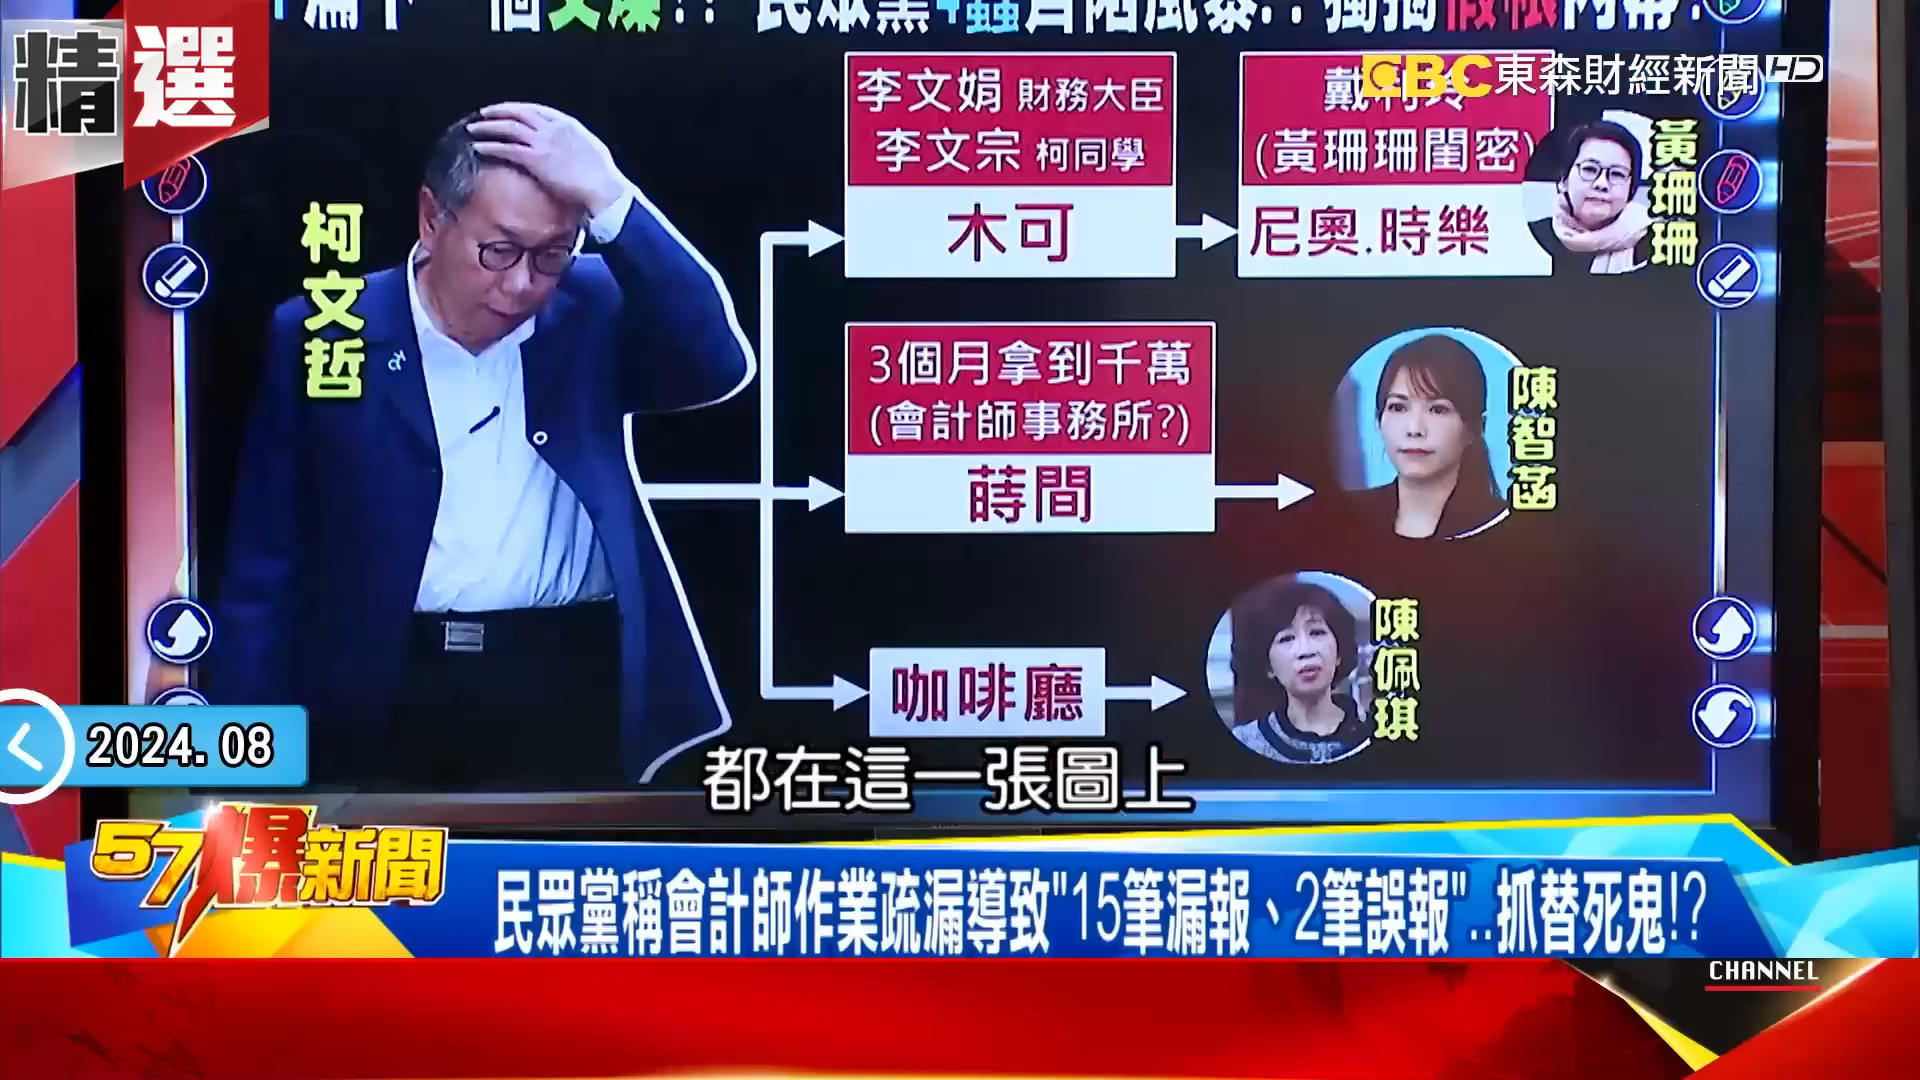 精選
EBC東森財經新聞HD
李文娟 財務大臣
李文宗 柯同學
木可
(黃珊珊閨密)
尼奧.時樂
黃珊珊
柯文哲
3個月拿到千萬
(會計師事務所?)
蒔間
陳智菡
咖啡廳
陳佩琪
都在這一張圖上
2024.08
57爆新聞
民眾黨稱會計師作業疏漏導致"15筆漏報、2筆誤報"..抓替死鬼!?
CHANNEL